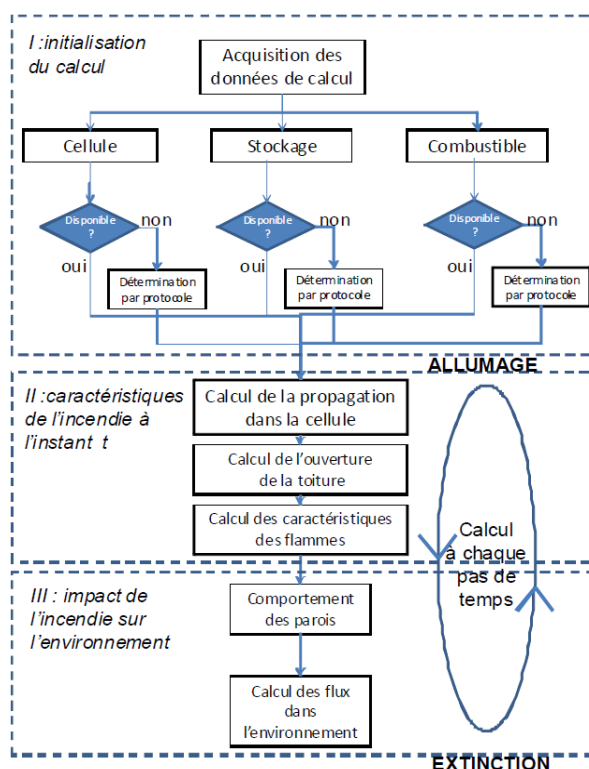 I :initialisation
du calcul
Acquisition des
données de calcul
Cellule
Stockage
Combustible
Disponible
?
non
oui
Disponible
?
non
oui
Disponible
?
non
oui
Détermination
par protocole
Détermination
par protocole
Détermination
par protocole
ALLUMAGE
II :caractéristiques
de l'incendie à
l'instant t
Calcul de la propagation
dans la cellule
Calcul de l'ouverture
de la toiture
Calcul des caractéristiques
des flammes
Calcul
à chaque
pas de
temps
III : impact de
l'incendie sur
l'environnement
Comportement
des parois
Calcul des flux
dans
l'environnement
EXTINCTION